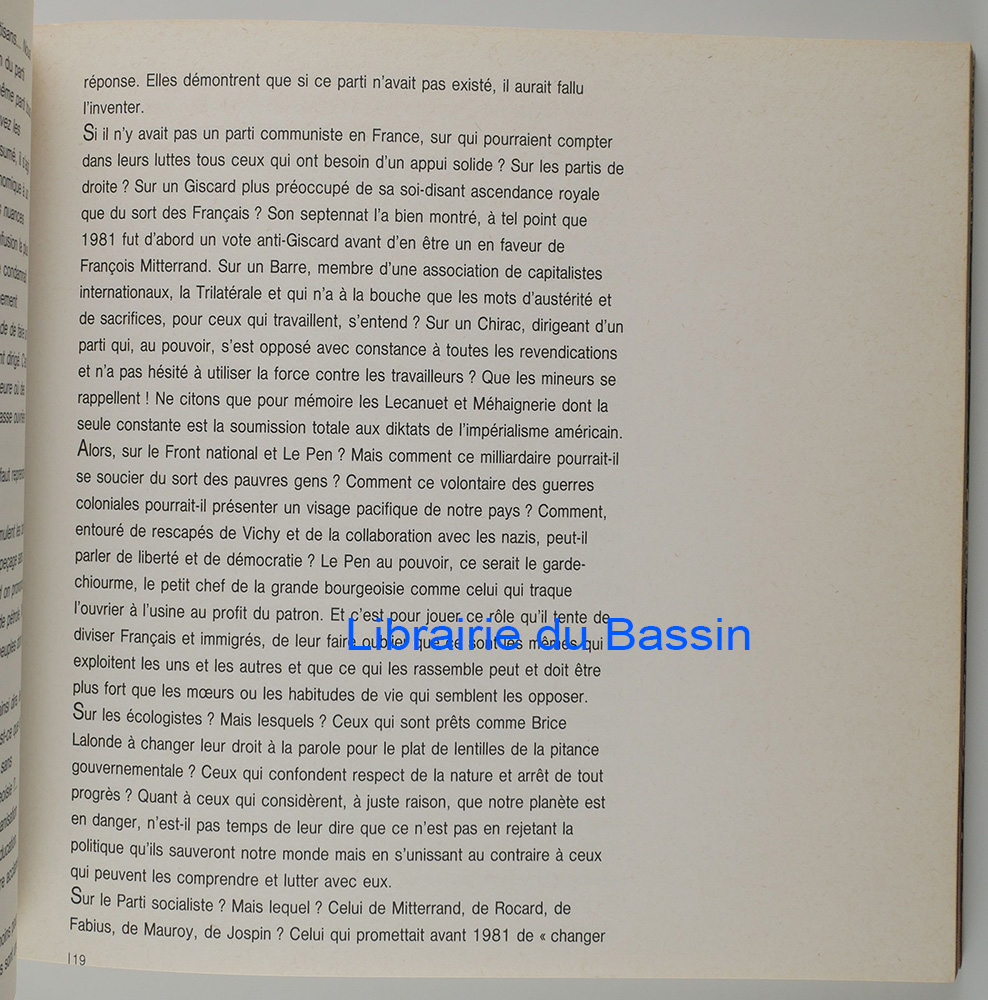 réponse. Elles démontrent que si ce parti n'avait pas existé, il aurait fallu
l'inventer.
Si il n'y avait pas un parti communiste en France, sur qui pourraient compter
dans leurs luttes tous ceux qui ont besoin d'un appui solide ? Sur les partis de
droite ? Sur un Giscard plus préoccupé de sa soi-disant ascendance royale
que du sort des Français ? Son septennat l'a bien montré, à tel point que
1981 fut d'abord un vote anti-Giscard avant d'en être un en faveur de
François Mitterrand. Sur un Barre, membre d'une association de capitalistes
internationaux, la Trilatérale et qui n'a à la bouche que les mots d'austérité et
de sacrifices, pour ceux qui travaillent, s'entend ? Sur un Chirac, dirigeant d'un
parti qui, au pouvoir, s'est opposé avec constance à toutes les revendications
et n'a pas hésité à utiliser la force contre les travailleurs ? Que les mineurs se
rappellent ! Ne citons que pour mémoire les Lecanuet et Méhaignerie dont la
seule constante est la soumission totale aux diktats de l'impérialisme américain.
Alors, sur le Front national et Le Pen ? Mais comment ce milliardaire pourrait-il
se soucier du sort des pauvres gens ? Comment ce volontaire des guerres
coloniales pourrait-il présenter un visage pacifique de notre pays ? Comment,
entouré de rescapés de Vichy et de la collaboration avec les nazis, peut-il
parler de liberté et de démocratie ? Le Pen au pouvoir, ce serait le garde-
chiourme, le petit chef de la grande bourgeoisie comme celui qui traque
l'ouvrier à l'usine au profit du patron. Et c'est pour jouer ce rôle qu'il tente de
diviser Français et immigrés, de leur faire oublier que ce sont les mêmes qui
Librairie du Bassin
exploitent les uns et les autres et que ce qui les rassemble peut et doit être
plus fort que les mœurs ou les habitudes de vie qui semblent les opposer.
Sur les écologistes ? Mais lesquels ? Ceux qui sont prêts comme Brice
Lalonde à changer leur droit à la parole pour le plat de lentilles de la pitance
gouvernementale ? Ceux qui confondent respect de la nature et arrêt de tout
progrès ? Quant à ceux qui considèrent, à juste raison, que notre planète est
en danger, n'est-il pas temps de leur dire que ce n'est pas en rejetant la
politique qu'ils sauveront notre monde mais en s'unissant au contraire à ceux
qui peuvent les comprendre et lutter avec eux.
Sur le Parti socialiste ? Mais lequel ? Celui de Mitterrand, de Rocard, de
Fabius, de Mauroy, de Jospin ? Celui qui promettait avant 1981 de « changer
|19